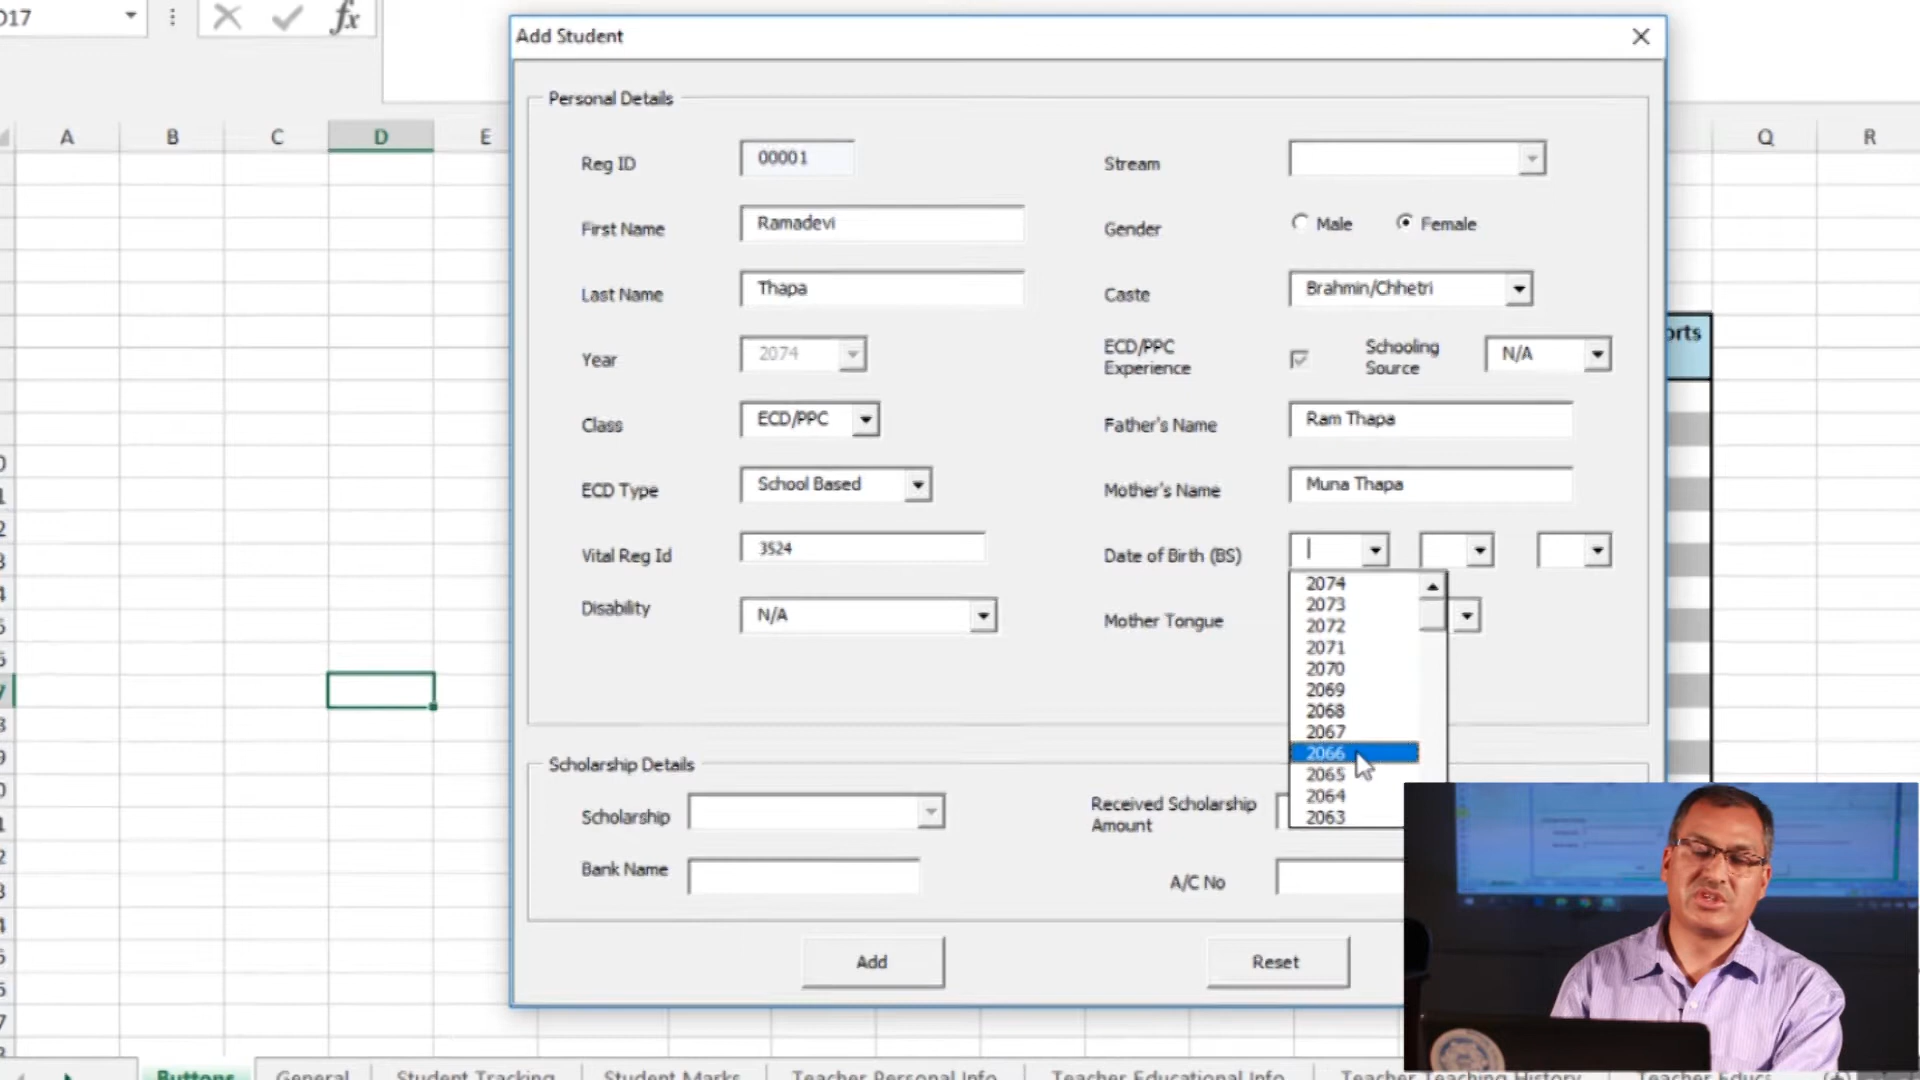 D17
fx
Add Student
A B C D E Q R
Personal Details
Reg ID 00001
First Name Ramadevi
Last Name Thapa
Year 2074
Class ECD/PPC
ECD Type School Based
Vital Reg Id 3524
Disability N/A
Stream
Gender Male Female
Caste Brahmin/Chhetri
ECD/PPC
Experience
Schooling
Source
N/A
Father's Name Ram Thapa
Mother's Name Muna Thapa
Date of Birth (BS)
Mother Tongue
2074
2073
2072
2071
2070
2069
2068
2067
2066
2065
2064
2063
Scholarship Details
Scholarship
Bank Name
Received Scholarship
Amount
A/C No
Add Reset
Buttons General Student Tracking Student Marks Teacher Personal Info Teacher Educational Info Teacher Teaching History